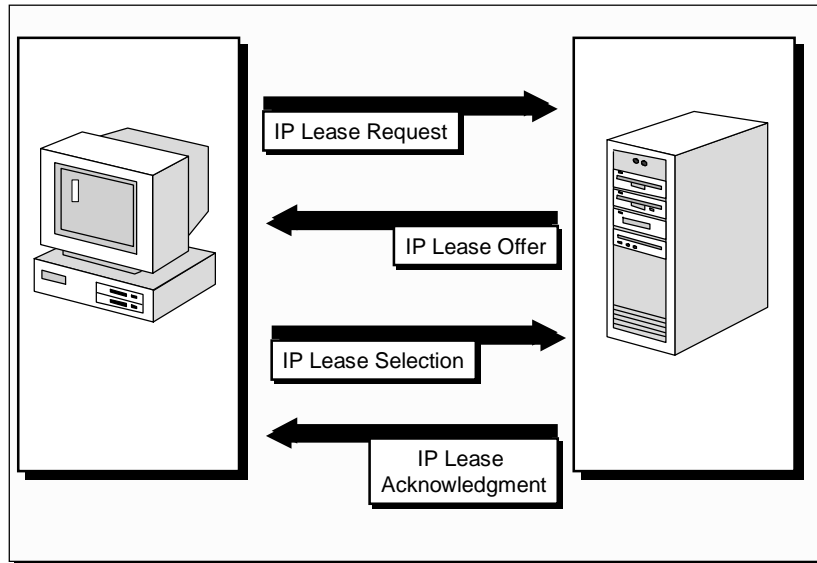 IP Lease Request
IP Lease Offer
IP Lease Selection
IP Lease
Acknowledgment